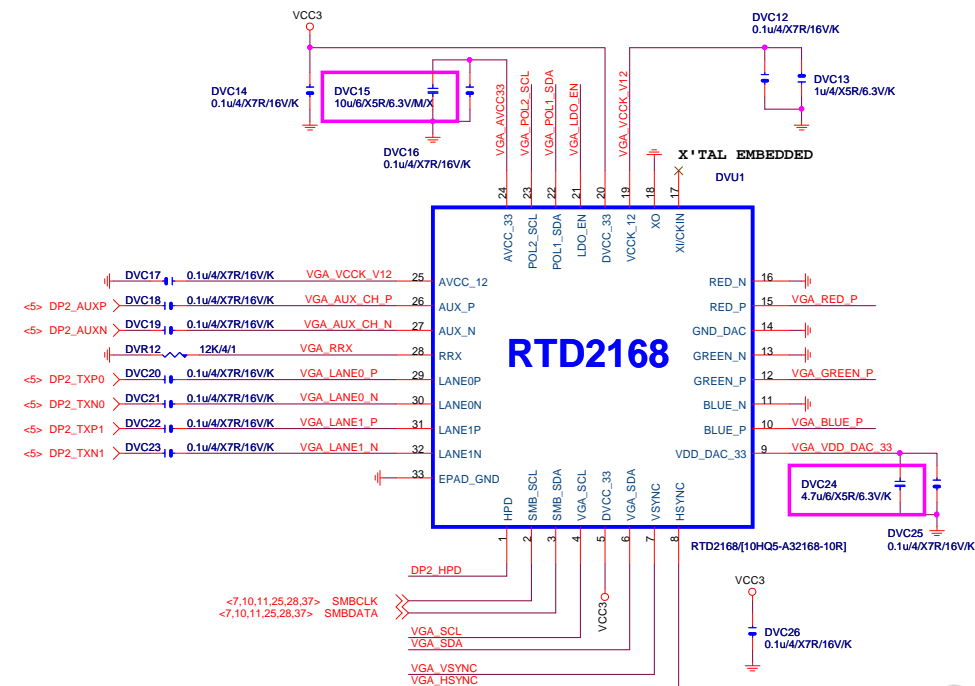 VCC3
DVC12
0.1u/4/X7R/16V/K
DVC14
0.1u/4/X7R/16V/K
DVC15
10u/6/X5R/6.3V/M/X
DVC13
1u/4/X5R/6.3V/K
DVC16
0.1u/4/X7R/16V/K
VGA_AVCC33
VGA_POL2_SCL
VGA_POL1_SDA
VGA_LDO_EN
VGA_VCCK_V12
X'TAL EMBEDDED
DVU1
24
23
22
21
20
19
18
17
AVCC_33
POL2_SCL
POL1_SDA
LDO_EN
DVCC_33
VCCK_12
XO
XI/CKIN
DVC17 0.1u/4/X7R/16V/K VGA_VCCK_V12 25 AVCC_12
<5> DP2_AUXP DVC18 0.1u/4/X7R/16V/K VGA_AUX_CH_P 26 AUX_P
<5> DP2_AUXN DVC19 0.1u/4/X7R/16V/K VGA_AUX_CH_N 27 AUX_N
DVR12 12K/4/1 VGA_RRX 28 RRX
<5> DP2_TXP0 DVC20 0.1u/4/X7R/16V/K VGA_LANE0_P 29 LANE0P
<5> DP2_TXN0 DVC21 0.1u/4/X7R/16V/K VGA_LANE0_N 30 LANE0N
<5> DP2_TXP1 DVC22 0.1u/4/X7R/16V/K VGA_LANE1_P 31 LANE1P
<5> DP2_TXN1 DVC23 0.1u/4/X7R/16V/K VGA_LANE1_N 32 LANE1N
33 EPAD_GND
RTD2168
RED_N 16
RED_P 15 VGA_RED_P
GND_DAC 14
GREEN_N 13
GREEN_P 12 VGA_GREEN_P
BLUE_N 11
BLUE_P 10 VGA_BLUE_P
VDD_DAC_33 9 VGA_VDD_DAC_33
DVC24
4.7u/6/X5R/6.3V/K
DVC25
0.1u/4/X7R/16V/K
HPD
SMB_SCL
SMB_SDA
VGA_SCL
DVCC_33
VGA_SDA
VSYNC
HSYNC
1
2
3
4
5
6
7
8
RTD2168/[10HQ5-A32168-10R]
DP2_HPD
<7,10,11,25,28,37> SMBCLK
<7,10,11,25,28,37> SMBDATA
VCC3
VGA_SCL
VGA_SDA
VGA_VSYNC
VGA_HSYNC
VCC3
DVC26
0.1u/4/X7R/16V/K